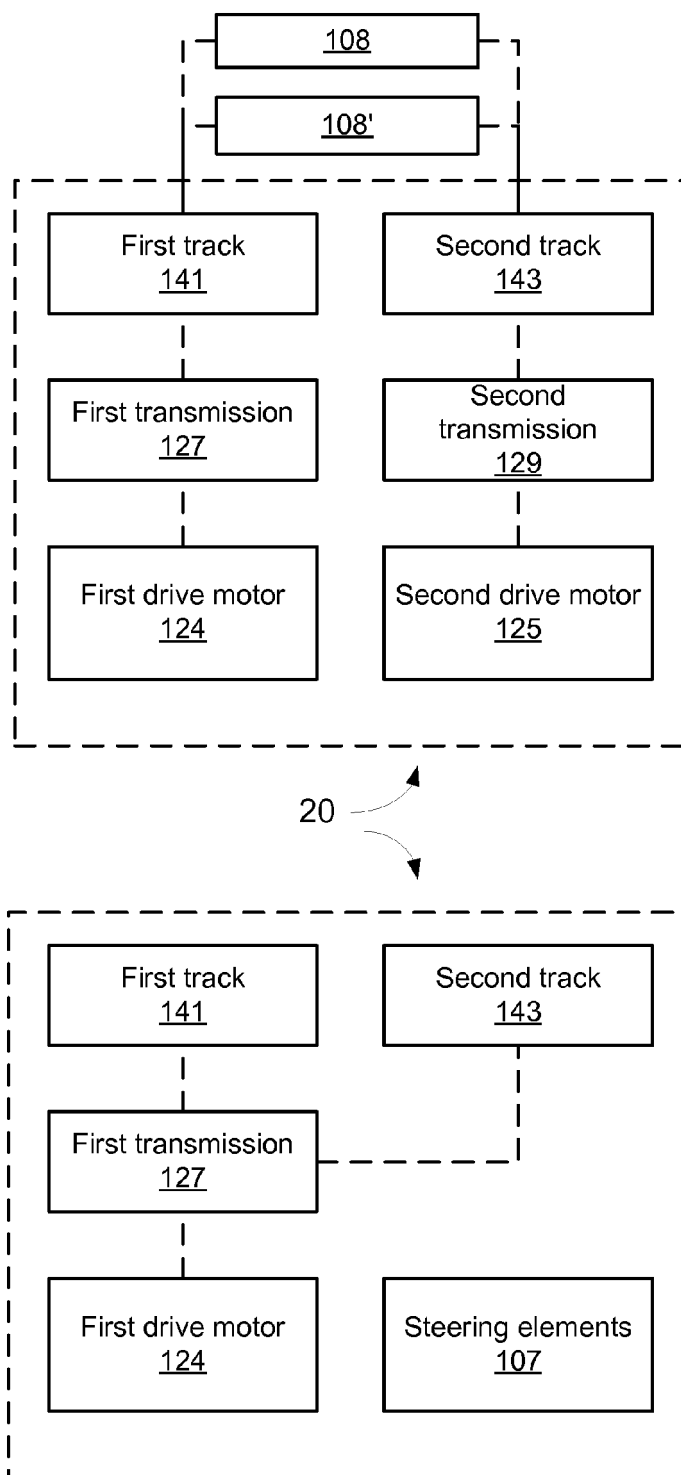 108
108'
First track
141
Second track
143
First transmission
127
Second
transmission
129
First drive motor
124
Second drive motor
125
20
First track
141
Second track
143
First transmission
127
First drive motor
124
Steering elements
107